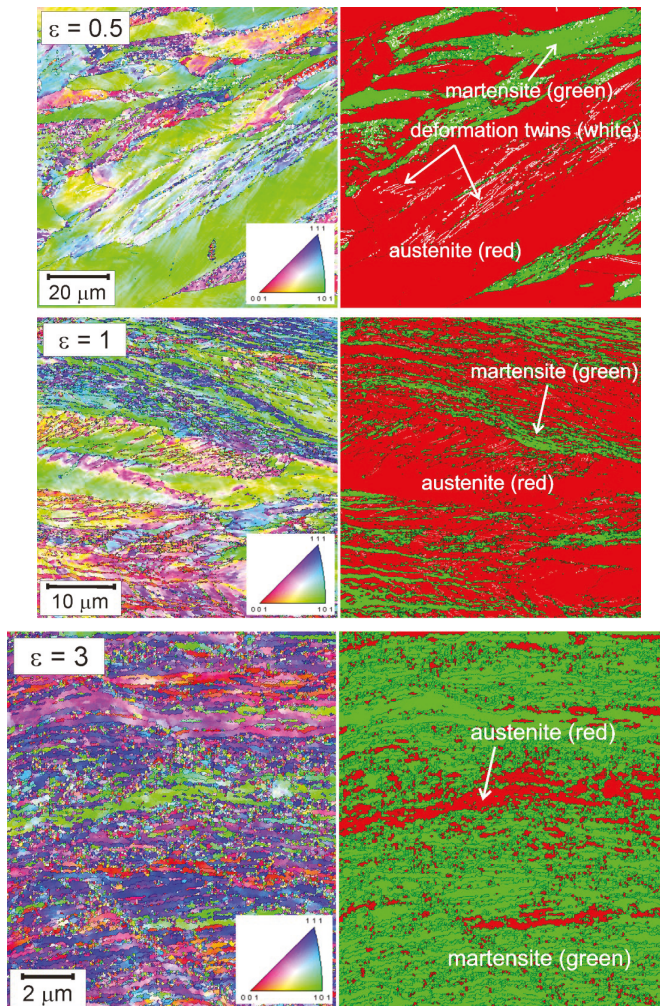 ε = 0.5
martensite (green)
deformation twins (white)
austenite (red)
111
001
101
20 μm
ε = 1
martensite (green)
austenite (red)
111
001
101
10 μm
ε = 3
austenite (red)
martensite (green)
111
001
101
2 μm